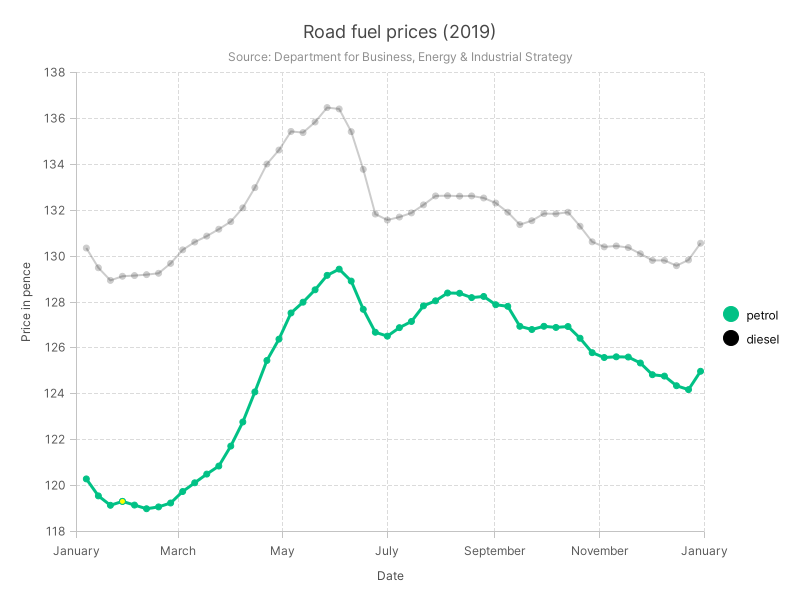 Road fuel prices (2019)
Source: Department for Business, Energy & Industrial Strategy
138
136
134
132
130
128
126
124
122
120
118
Price in pence
January
March
May
July
September
November
January
Date
petrol
diesel